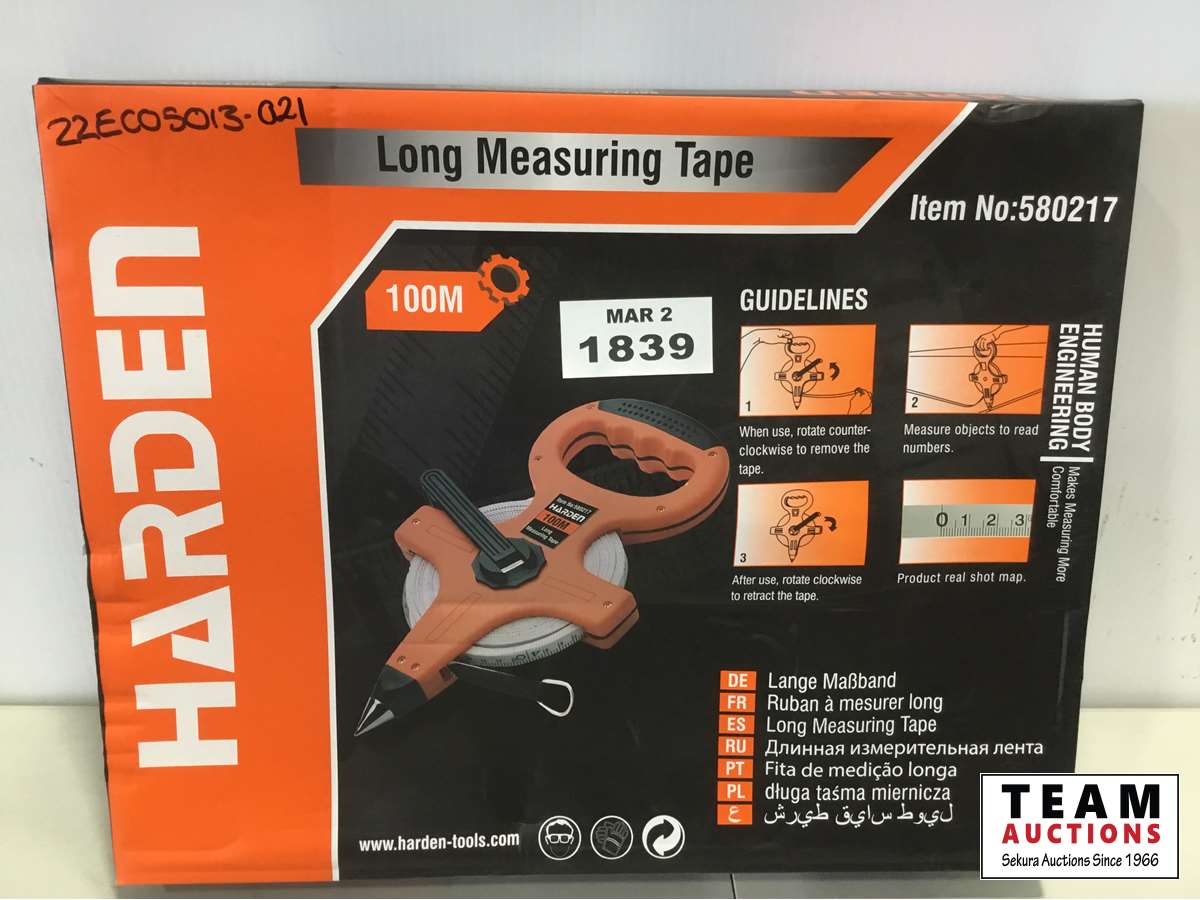 22EC05013-021
Long Measuring Tape
Item No:580217
HARDEN
100M
MAR 2
1839
GUIDELINES
1
When use, rotate counter-
clockwise to remove the
tape.
2
Measure objects to read
numbers.
3
After use, rotate clockwise
to retract the tape.
0 1 2 3
Product real shot map.
HUMAN BODY
ENGINEERING
Makes Measuring More
Comfortable
Item No:580217
HARDEN
100M
Long
Measuring Tape
DE Lange Maßband
FR Ruban à mesurer long
ES Long Measuring Tape
RU Длинная измерительная лента
PT Fita de medição longa
PL długa taśma miernicza
ع شريط قياس طويل
www.harden-tools.com
TEAM
AUCTIONS
Sekura Auctions Since 1966